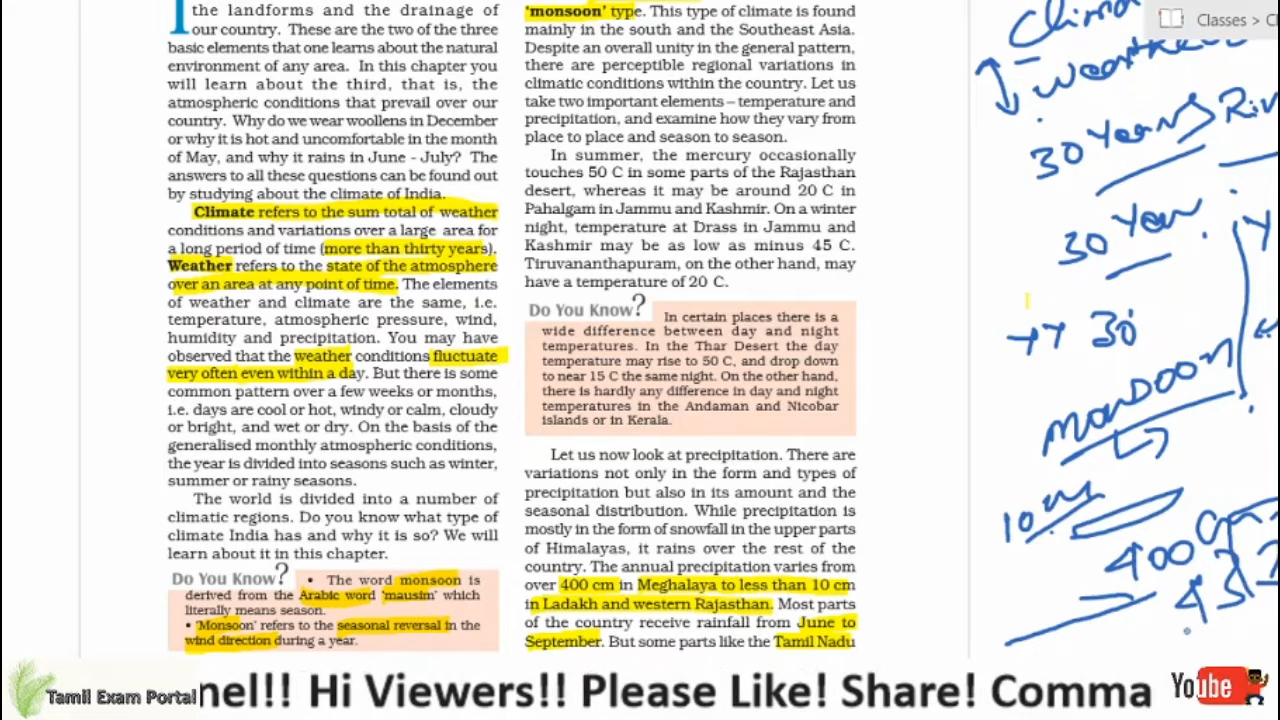 the landforms and the drainage of
our country. These are the two of the three
basic elements that one learns about the natural
environment of any area. In this chapter you
will learn about the third, that is, the
atmospheric conditions that prevail over our
country. Why do we wear woollens in December
or why it is hot and uncomfortable in the month
of May, and why it rains in June - July? The
answers to all these questions can be found out
by studying about the climate of India.
Climate refers to the sum total of weather
conditions and variations over a large area for
a long period of time (more than thirty years).
Weather refers to the state of the atmosphere
over an area at any point of time. The elements
of weather and climate are the same, i.e.
temperature, atmospheric pressure, wind,
humidity and precipitation. You may have
observed that the weather conditions fluctuate
very often even within a day. But there is some
common pattern over a few weeks or months,
i.e. days are cool or hot, windy or calm, cloudy
or bright, and wet or dry. On the basis of the
generalised monthly atmospheric conditions,
the year is divided into seasons such as winter,
summer or rainy seasons.
The world is divided into a number of
climatic regions. Do you know what type of
climate India has and why it is so? We will
learn about it in this chapter.
Do You Know?
• The word monsoon is
derived from the Arabic word 'mausim' which
literally means season.
• 'Monsoon' refers to the seasonal reversal in the
wind direction during a year.
'monsoon' type. This type of climate is found
mainly in the south and the Southeast Asia.
Despite an overall unity in the general pattern,
there are perceptible regional variations in
climatic conditions within the country. Let us
take two important elements – temperature and
precipitation, and examine how they vary from
place to place and season to season.
In summer, the mercury occasionally
touches 50 C in some parts of the Rajasthan
desert, whereas it may be around 20 C in
Pahalgam in Jammu and Kashmir. On a winter
night, temperature at Drass in Jammu and
Kashmir may be as low as minus 45 C.
Tiruvananthapuram, on the other hand, may
have a temperature of 20 C.
Do You Know?
In certain places there is a
wide difference between day and night
temperatures. In the Thar Desert the day
temperature may rise to 50 C, and drop down
to near 15 C the same night. On the other hand,
there is hardly any difference in day and night
temperatures in the Andaman and Nicobar
islands or in Kerala.
Let us now look at precipitation. There are
variations not only in the form and types of
precipitation but also in its amount and the
seasonal distribution. While precipitation is
mostly in the form of snowfall in the upper parts
of Himalayas, it rains over the rest of the
country. The annual precipitation varies from
over 400 cm in Meghalaya to less than 10 cm
in Ladakh and western Rajasthan. Most parts
of the country receive rainfall from June to
September. But some parts like the Tamil Nadu
Classes > C
30 Years
30 Year
30
monsoon
400
Tamil Exam Portal
nel!! Hi Viewers!! Please Like! Share! Comma
YouTube